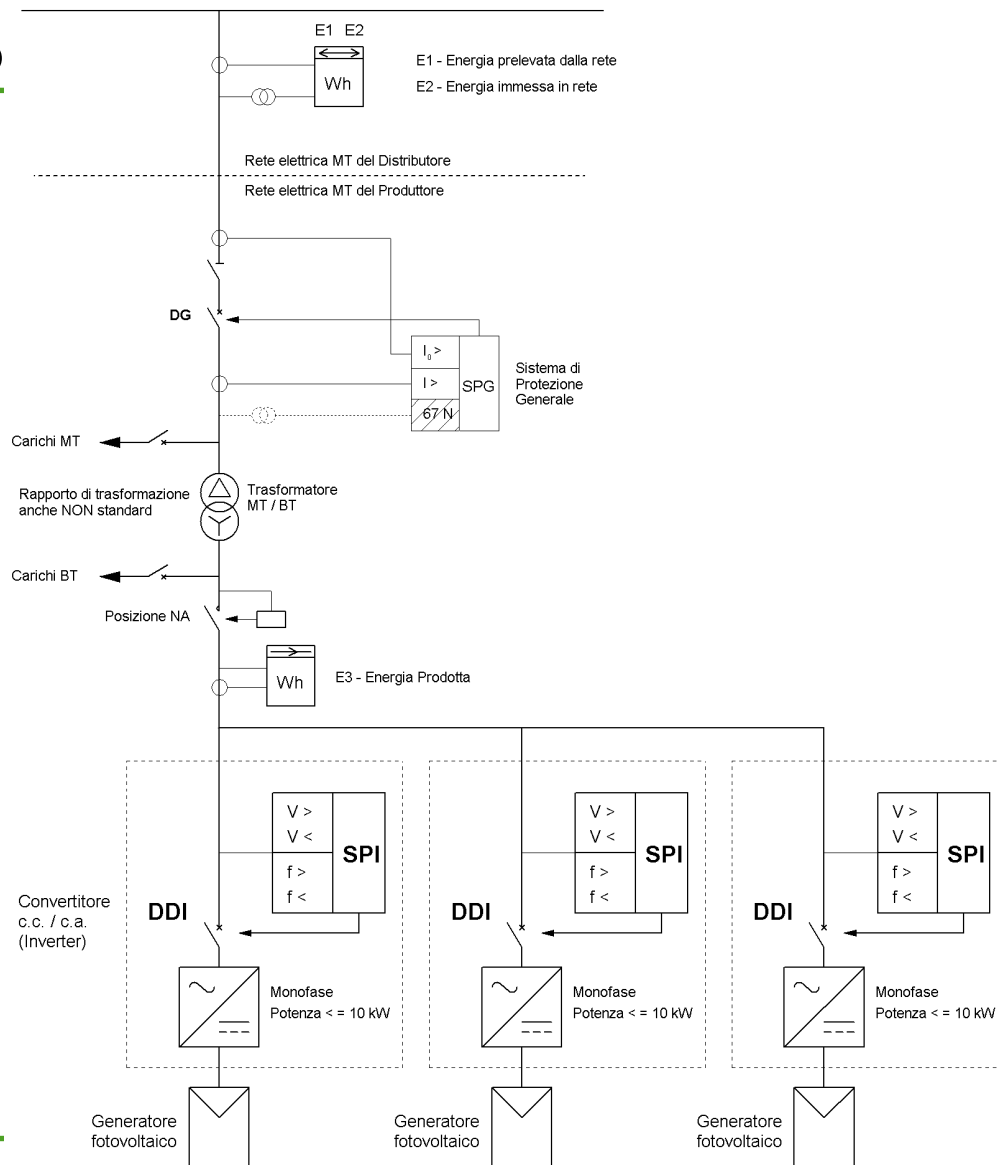 E1 E2
Wh
E1 - Energia prelevata dalla rete
E2 - Energia immessa in rete
Rete elettrica MT del Distributore
Rete elettrica MT del Produttore
DG
I0 >
I >
67 N
SPG
Sistema di
Protezione
Generale
Carichi MT
Rapporto di trasformazione
anche NON standard
Trasformatore
MT / BT
Carichi BT
Posizione NA
Wh
E3 - Energia Prodotta
V >
V <
f >
f <
SPI
V >
V <
f >
f <
SPI
V >
V <
f >
f <
SPI
Convertitore
c.c. / c.a.
(Inverter)
DDI
DDI
DDI
Monofase
Potenza < = 10 kW
Monofase
Potenza < = 10 kW
Monofase
Potenza < = 10 kW
Generatore
fotovoltaico
Generatore
fotovoltaico
Generatore
fotovoltaico